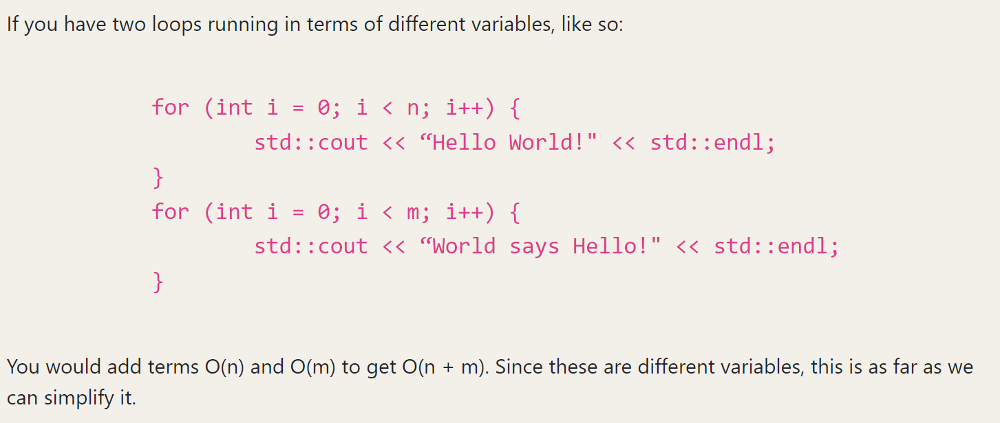 If you have two loops running in terms of different variables, like so:
for (int i = 0; i < n; i++) {
std::cout << “Hello World!" << std::endl;
}
for (int i = 0; i < m; i++) {
std::cout << “World says Hello!" << std::endl;
}
You would add terms O(n) and O(m) to get O(n + m). Since these are different variables, this is as far as we
can simplify it.